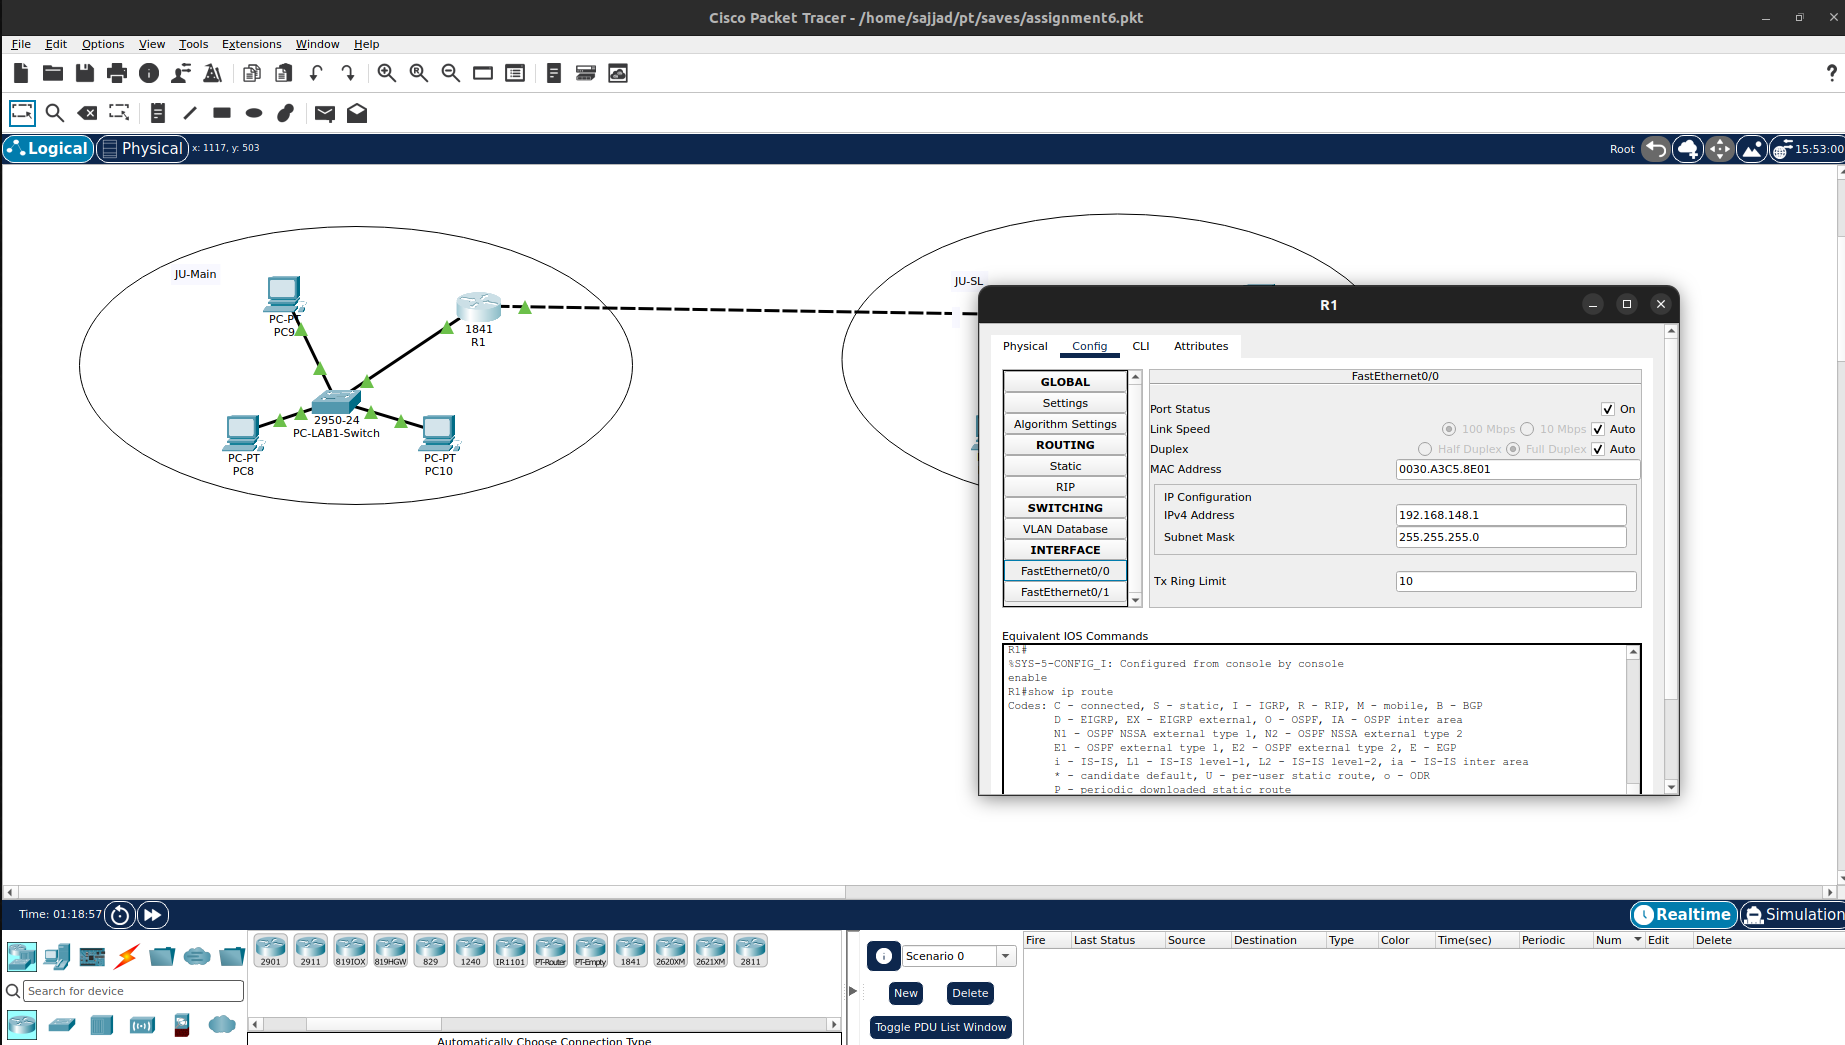 Cisco Packet Tracer - /home/sajjad/pt/saves/assignment6.pkt
File Edit Options View Tools Extensions Window Help
?
Logical Physical x: 1117, y: 503 Root 15:53:00
JU-Main
PC-PT
PC9
1841
R1
2950-24
PC-LAB1-Switch
PC-PT
PC8
PC-PT
PC10
JU-SL
R1
Physical Config CLI Attributes
GLOBAL
Settings
Algorithm Settings
ROUTING
Static
RIP
SWITCHING
VLAN Database
INTERFACE
FastEthernet0/0
FastEthernet0/1
FastEthernet0/0
Port Status On
Link Speed 100 Mbps 10 Mbps Auto
Duplex Half Duplex Full Duplex Auto
MAC Address 0030.A3C5.8E01
IP Configuration
IPv4 Address 192.168.148.1
Subnet Mask 255.255.255.0
Tx Ring Limit 10
Equivalent IOS Commands
R1#
%SYS-5-CONFIG_I: Configured from console by console
enable
R1#show ip route
Codes: C - connected, S - static, I - IGRP, R - RIP, M - mobile, B - BGP
D - EIGRP, EX - EIGRP external, O - OSPF, IA - OSPF inter area
N1 - OSPF NSSA external type 1, N2 - OSPF NSSA external type 2
E1 - OSPF external type 1, E2 - OSPF external type 2, E - EGP
i - IS-IS, L1 - IS-IS level-1, L2 - IS-IS level-2, ia - IS-IS inter area
* - candidate default, U - per-user static route, o - ODR
P - periodic downloaded static route
Time: 01:18:57 Realtime Simulation
2901 2911 819IOX 819HGW 829 1240 IR1101 PT-Router PT-Empty 1841 2620XM 2621XM 2811
Search for device
Automatically Choose Connection Type
Scenario 0
New Delete
Toggle PDU List Window
Fire Last Status Source Destination Type Color Time(sec) Periodic Num Edit Delete